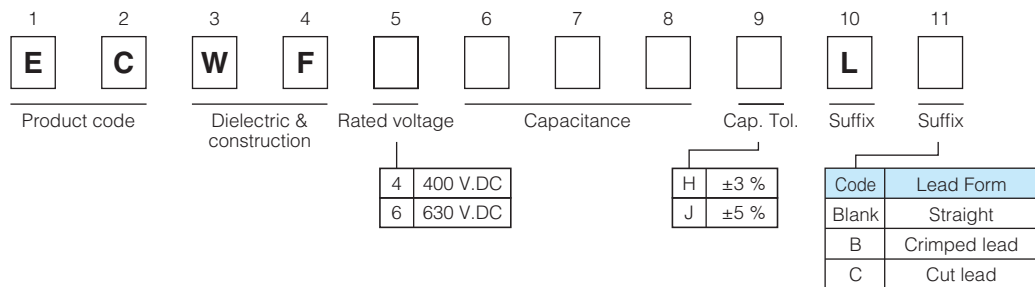 1 2 3 4 5 6 7 8 9 10 11
E C W F L
Product code Dielectric & Rated voltage Capacitance Cap. Tol. Suffix Suffix
construction
4 400 V.DC H ±3 % Code Lead Form
6 630 V.DC J ±5 % Blank Straight
B Crimped lead
C Cut lead